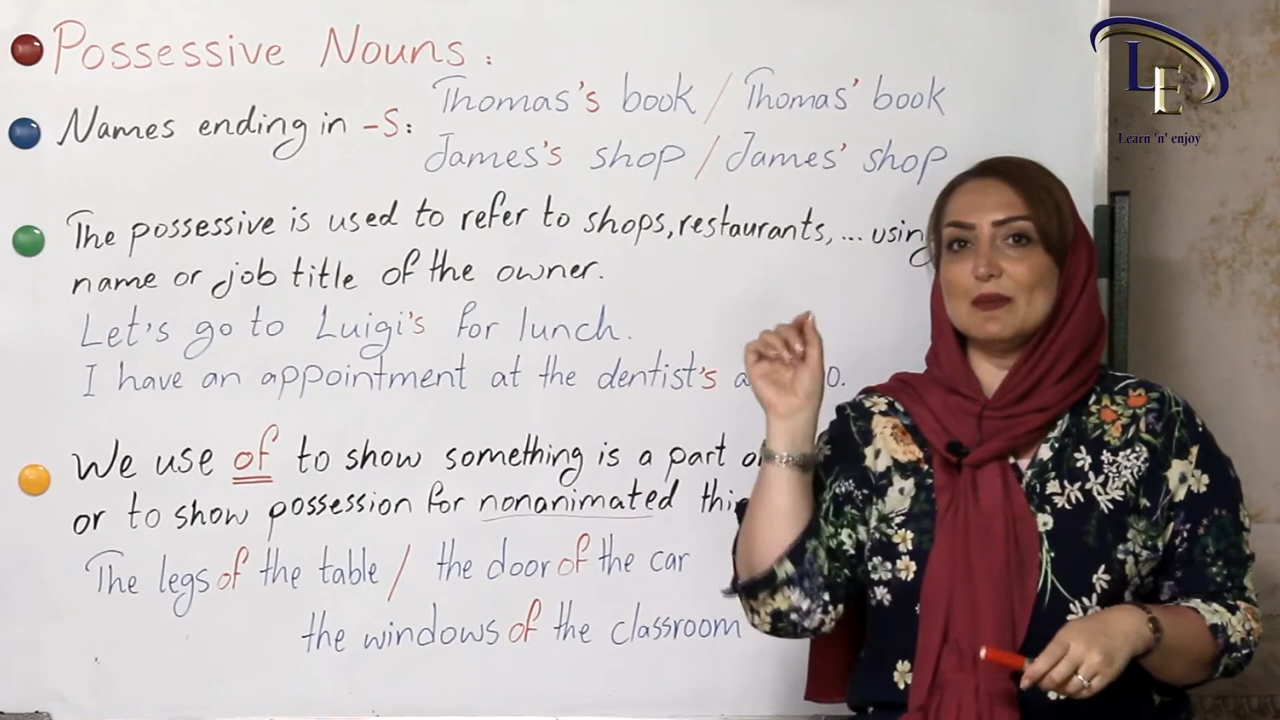 Possessive Nouns:
Names ending in -S:
Thomas's book / Thomas' book
James's shop / James' shop
The possessive is used to refer to shops, restaurants, ... using
name or job title of the owner.
Let's go to Luigi's for lunch.
I have an appointment at the dentist's
We use of to show something is a part
or to show possession for nonanimated
The legs of the table / the door of the car
the windows of the classroom
LE
Learn 'n' enjoy